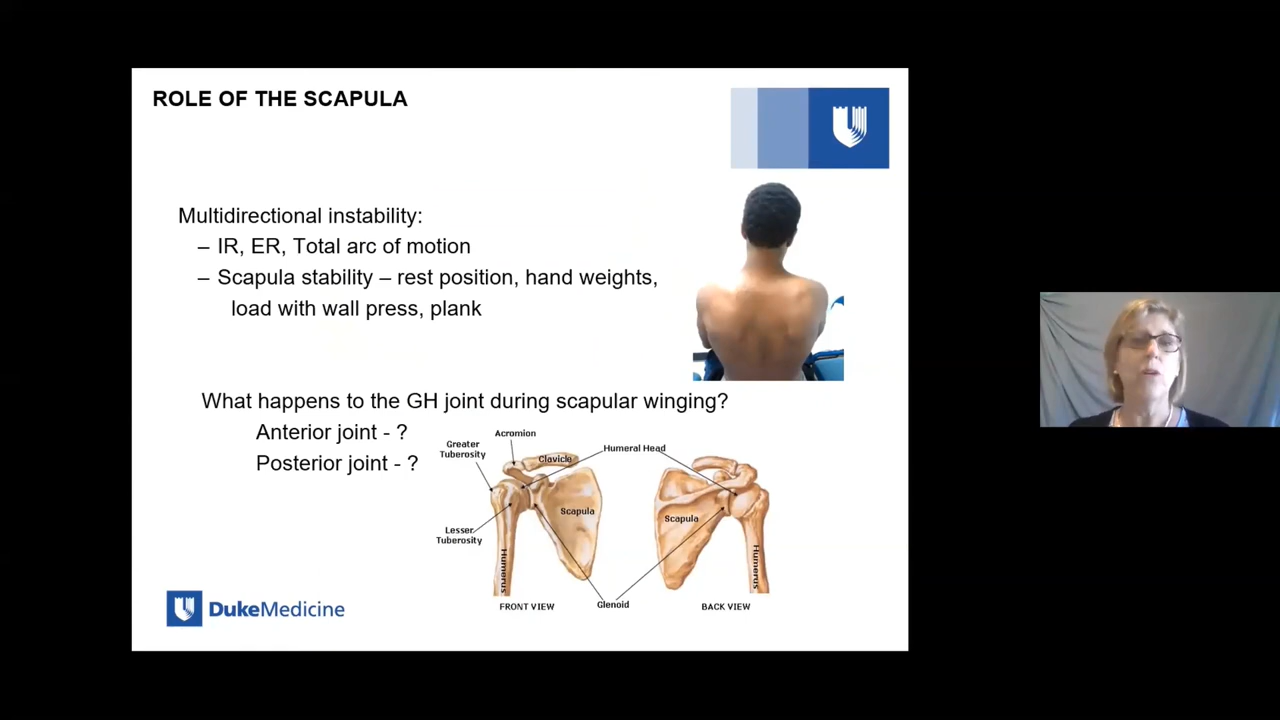 ROLE OF THE SCAPULA
Multidirectional instability:
– IR, ER, Total arc of motion
– Scapula stability – rest position, hand weights,
load with wall press, plank
What happens to the GH joint during scapular winging?
Anterior joint - ?
Posterior joint - ?
Acromion
Greater
Tuberosity
Clavicle
Humeral Head
Scapula
Scapula
Lesser
Tuberosity
Humerus
Humerus
Glenoid
FRONT VIEW
BACK VIEW
DukeMedicine